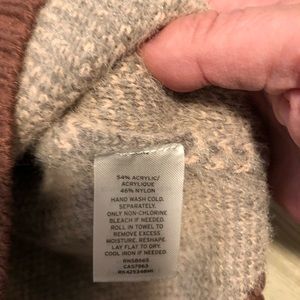 54% ACRYLIC/
ACRYLIQUE
46% NYLON
HAND WASH COLD.
SEPARATELY.
ONLY NON-CHLORINE
BLEACH IF NEEDED.
ROLL IN TOWEL TO
REMOVE EXCESS
MOISTURE. RESHAPE.
LAY FLAT TO DRY.
COOL IRON IF NEEDED